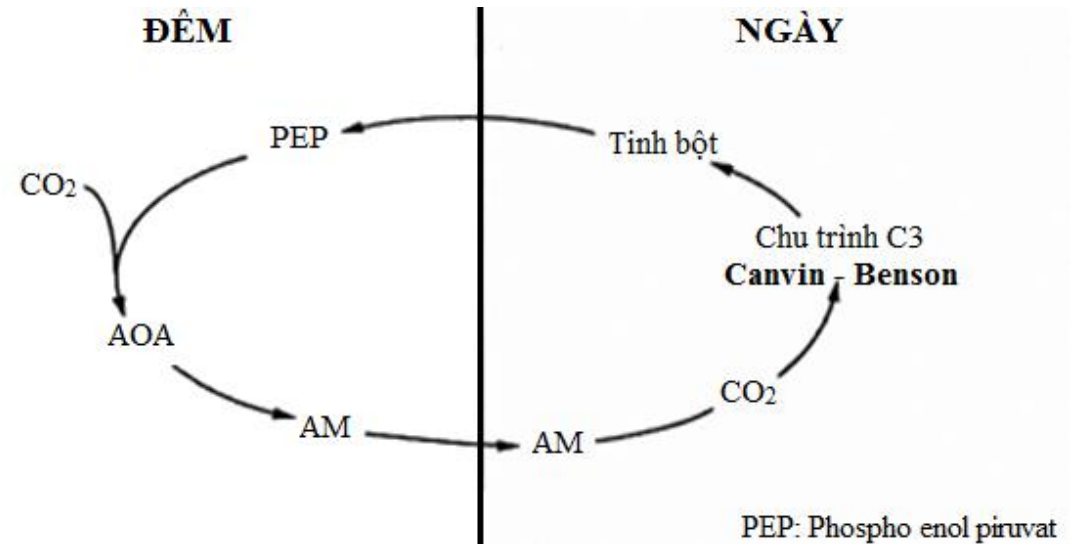 ĐÊM
NGÀY
PEP
Tinh bột
CO₂
Chu trình C3
Canvin - Benson
AOA
CO₂
AM
AM
PEP: Phospho enol piruvat